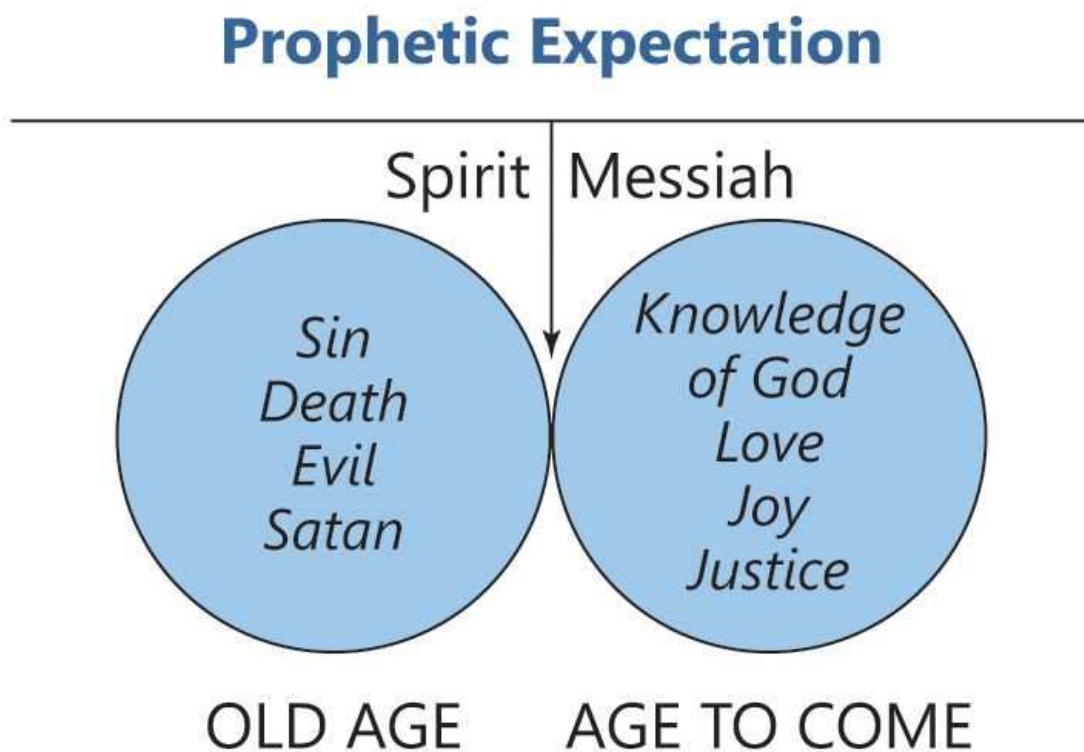 Prophetic Expectation
Spirit Messiah
Sin
Death
Evil
Satan
Knowledge
of God
Love
Joy
Justice
OLD AGE
AGE TO COME